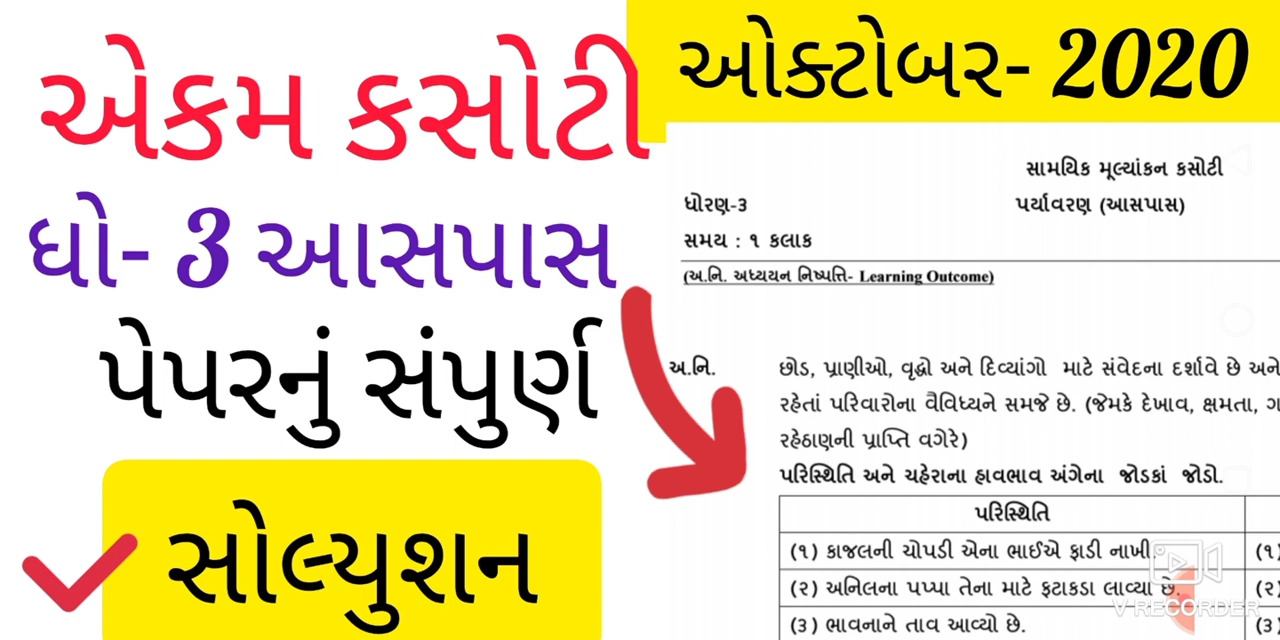 એકમ કસોટી
ધો- 3 આસપાસ
પેપરનું સંપુર્ણ
સોલ્યુશન
ઓક્ટોબર- 2020
સામયિક મૂલ્યાંકન કસોટી
ધોરણ-૩
પર્યાવરણ (આસપાસ)
સમય : ૧ કલાક
(અ.નિ. અધ્યયન નિષ્પત્તિ- Learning Outcome)
અ.નિ.
છોડ, પ્રાણીઓ, વૃદ્ધો અને દિવ્યાંગો માટે સંવેદના દર્શાવે છે અને
રહેતાં પરિવારોના વૈવિધ્યને સમજે છે. (જેમકે દેખાવ, ક્ષમતા,
રહેઠાણની પ્રાપ્તિ વગેરે)
પરિસ્થિતિ અને ચહેરાના હાવભાવ અંગેના જોડકાં જોડો.
પરિસ્થિતિ
(૧) કાજલની ચોપડી એના ભાઈએ ફાડી નાખી. (૧)
(૨) અનિલના પપ્પા તેના માટે ફટાકડા લાવ્યા છે. (૨)
(૩) ભાવનાને તાવ આવ્યો છે. (૩)
V RECORDER